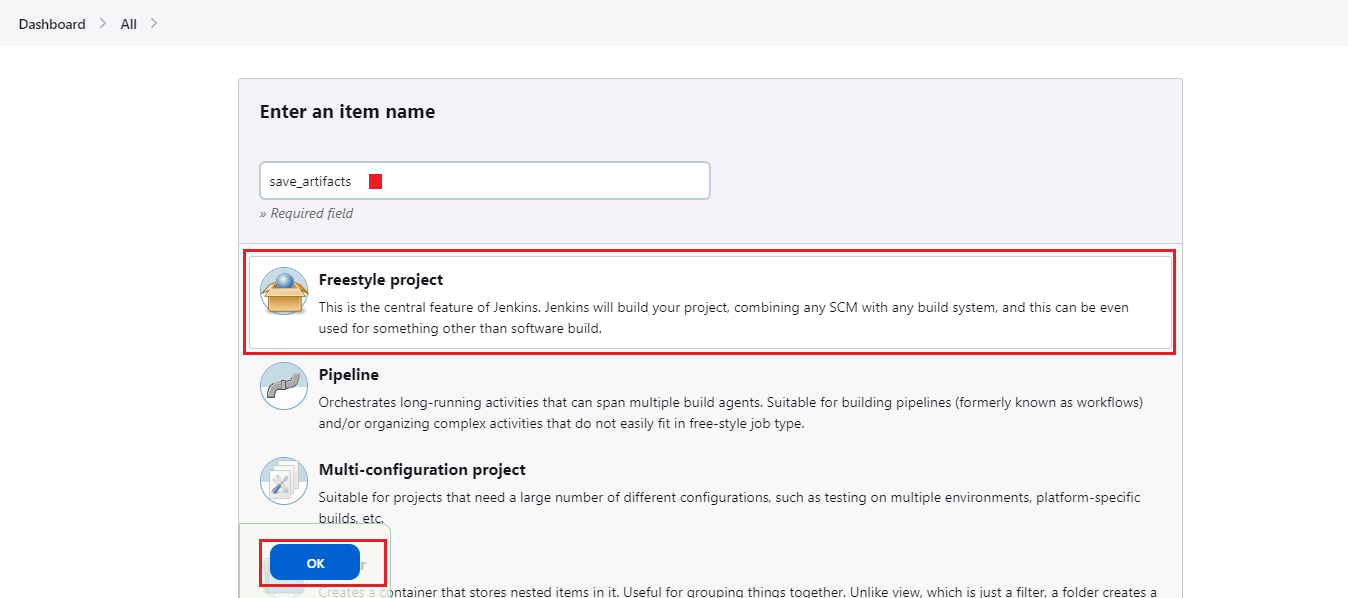 Dashboard
All
Enter an item name
save_artifacts
» Required field
Freestyle project
This is the central feature of Jenkins. Jenkins will build your project, combining any SCM with any build system, and this can be even
used for something other than software build.
Pipeline
Orchestrates long-running activities that can span multiple build agents. Suitable for building pipelines (formerly known as workflows)
and/or organizing complex activities that do not easily fit in free-style job type.
Multi-configuration project
Suitable for projects that need a large number of different configurations, such as testing on multiple environments, platform-specific
builds, etc.
OK
Creates a container that stores nested items in it. Useful for grouping things together. Unlike view, which is just a filter, a folder creates a